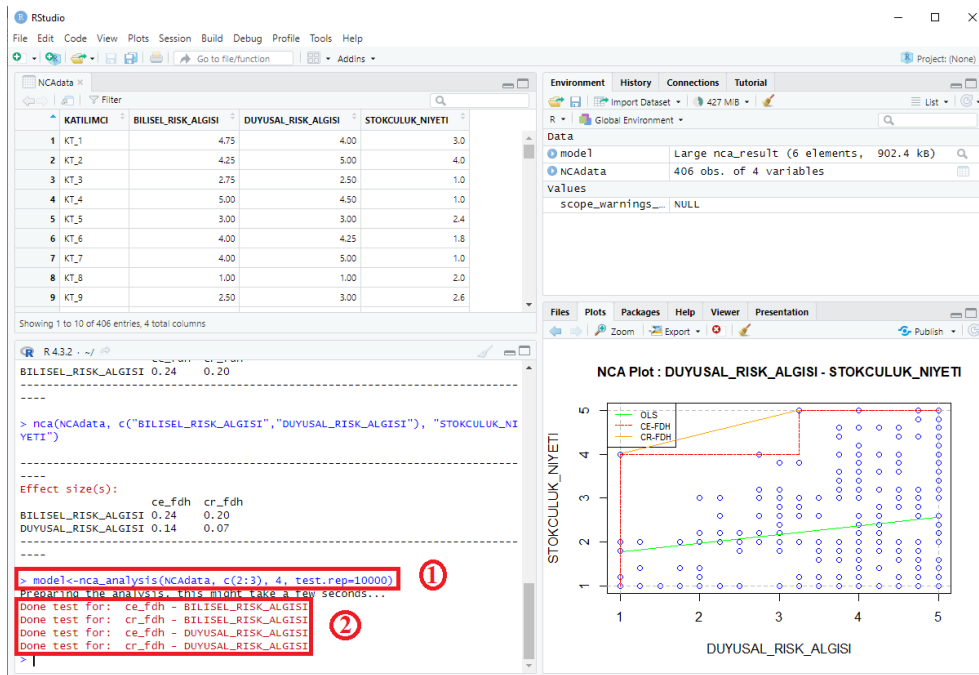 RStudio
File Edit Code View Plots Session Build Debug Profile Tools Help
Go to file/function Addins Project: (None)
NCAdata
Filter
KATILIMCI BILISEL_RISK_ALGISI DUYUSAL_RISK_ALGISI STOKCULUK_NIYETI
1 KT_1 4.75 4.00 3.0
2 KT_2 4.25 5.00 4.0
3 KT_3 2.75 2.50 1.0
4 KT_4 5.00 4.50 1.0
5 KT_5 3.00 3.00 2.4
6 KT_6 4.00 4.25 1.8
7 KT_7 4.00 5.00 1.0
8 KT_8 1.00 1.00 2.0
9 KT_9 2.50 3.00 2.6
Showing 1 to 10 of 406 entries, 4 total columns
R 4.3.2 · ~/
ce_fdh cr_fdh
BILISEL_RISK_ALGISI 0.24 0.20
--------------------------------------------------------------------
----
> nca(NCAdata, c("BILISEL_RISK_ALGISI","DUYUSAL_RISK_ALGISI"), "STOKCULUK_NI
YETI")
--------------------------------------------------------------------
----
Effect size(s):
ce_fdh cr_fdh
BILISEL_RISK_ALGISI 0.24 0.20
DUYUSAL_RISK_ALGISI 0.14 0.07
--------------------------------------------------------------------
----
> model<-nca_analysis(NCAdata, c(2:3), 4, test.rep=10000)
1
Preparing the analysis, this might take a few seconds...
Done test for: ce_fdh - BILISEL_RISK_ALGISI
Done test for: cr_fdh - BILISEL_RISK_ALGISI
Done test for: ce_fdh - DUYUSAL_RISK_ALGISI
Done test for: cr_fdh - DUYUSAL_RISK_ALGISI
2
>
Environment History Connections Tutorial
Import Dataset 427 MiB List
R Global Environment
Data
model Large nca_result (6 elements, 902.4 kB)
NCAdata 406 obs. of 4 variables
Values
scope_warnings_… NULL
Files Plots Packages Help Viewer Presentation
Zoom Export Publish
NCA Plot : DUYUSAL_RISK_ALGISI - STOKCULUK_NIYETI
OLS
CE-FDH
CR-FDH
STOKCULUK_NIYETI
5
4
3
2
1
1 2 3 4 5
DUYUSAL_RISK_ALGISI